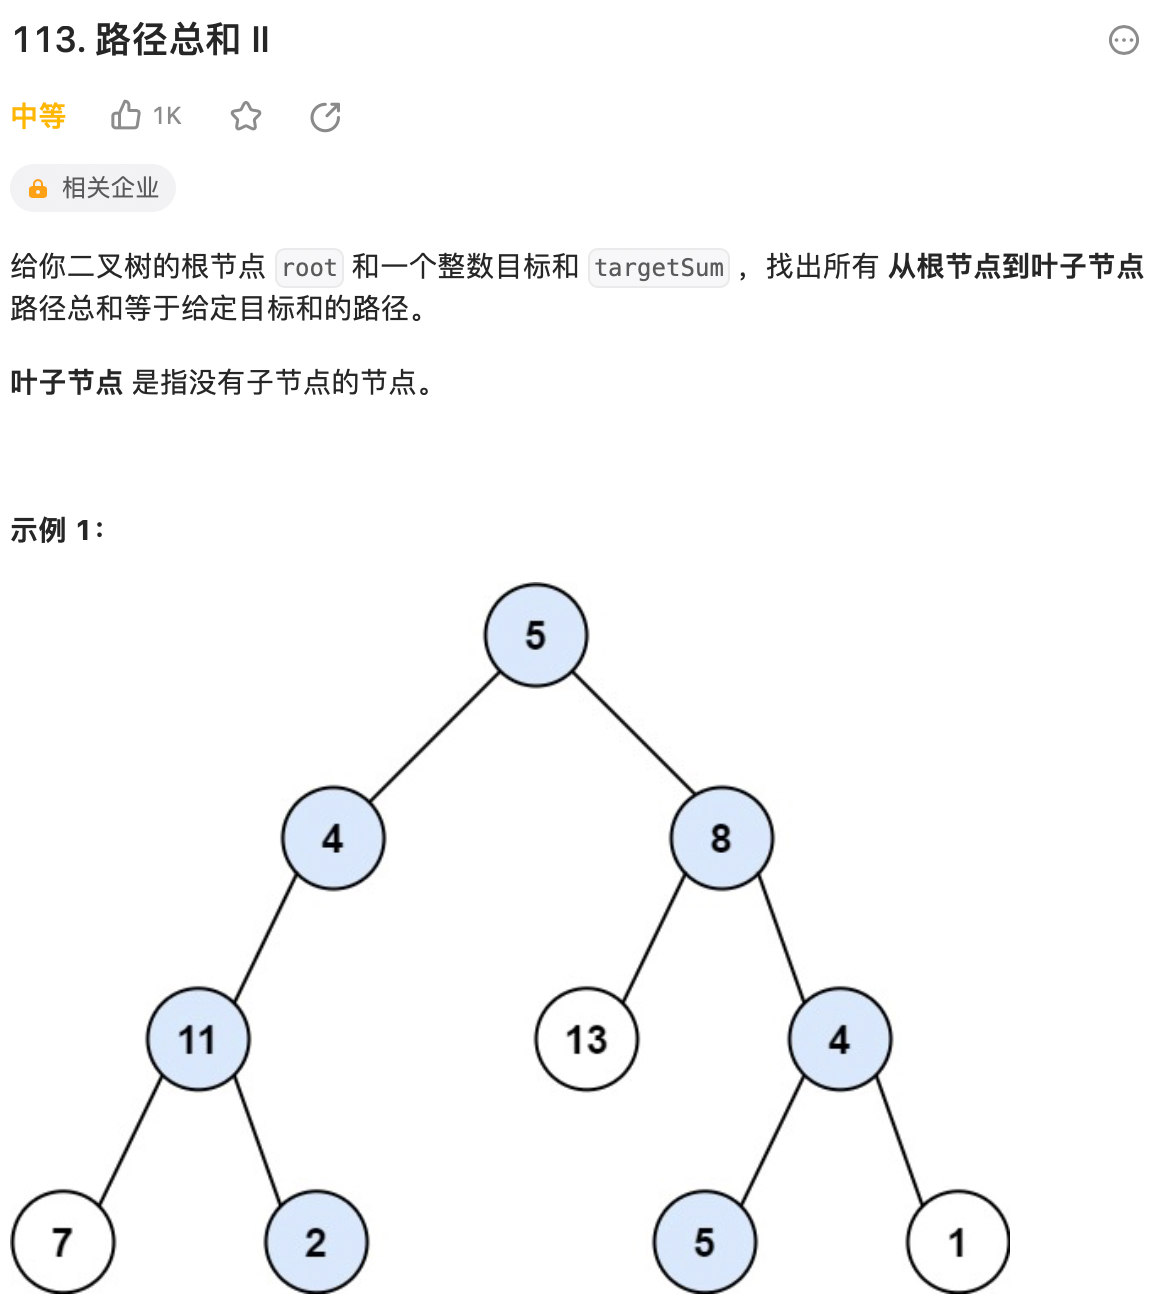 113. 路径总和 II
中等 1K
相关企业
给你二叉树的根节点 root 和一个整数目标和 targetSum ，找出所有 从根节点到叶子节点
路径总和等于给定目标和的路径。
叶子节点 是指没有子节点的节点。
示例 1：
5
4 8
11 13 4
7 2 5 1